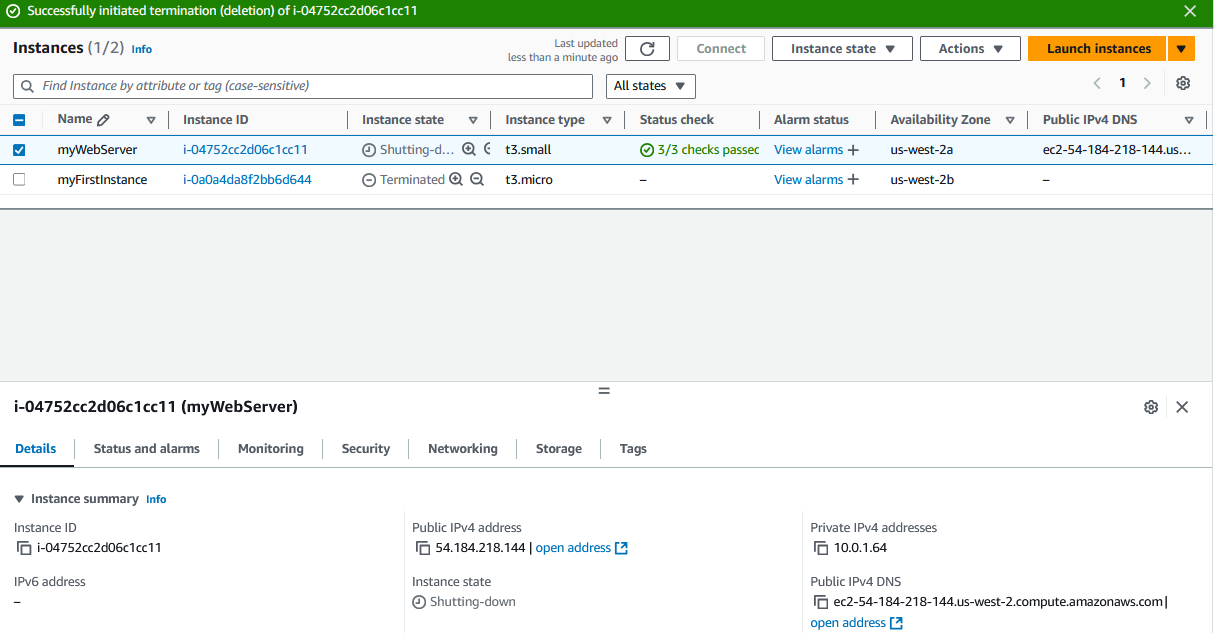 Successfully initiated termination (deletion) of i-04752cc2d06c1cc11
Instances (1/2) Info
Last updated
less than a minute ago
Connect
Instance state
Actions
Launch instances
Find Instance by attribute or tag (case-sensitive)
All states
1
Name Instance ID Instance state Instance type Status check Alarm status Availability Zone Public IPv4 DNS
myWebServer i-04752cc2d06c1cc11 Shutting-d... t3.small 3/3 checks passed View alarms + us-west-2a ec2-54-184-218-144.us...
myFirstInstance i-0a0a4da8f2bb6d644 Terminated t3.micro – View alarms + us-west-2b –
i-04752cc2d06c1cc11 (myWebServer)
Details Status and alarms Monitoring Security Networking Storage Tags
Instance summary Info
Instance ID
i-04752cc2d06c1cc11
Public IPv4 address
54.184.218.144 | open address
Private IPv4 addresses
10.0.1.64
IPv6 address
–
Instance state
Shutting-down
Public IPv4 DNS
ec2-54-184-218-144.us-west-2.compute.amazonaws.com |
open address